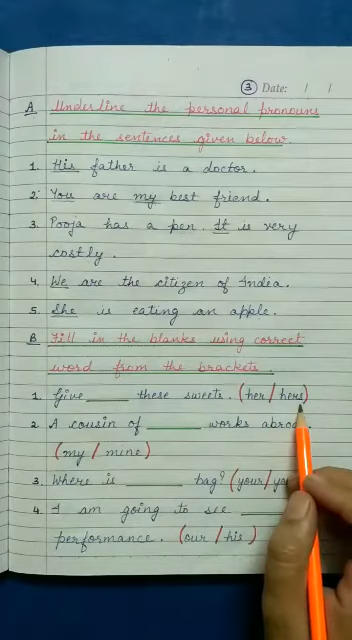 3 Date: / /
A Underline the personal pronouns
in the sentences given below.
1. His father is a doctor.
2. You are my best friend.
3. Pooja has a pen. It is very
costly.
4. We are the citizen of India.
5. She is eating an apple.
B Fill in the blanks using correct
word from the brackets.
1. Give ____ these sweets. (her/hers)
2. A cousin of ____ works abroad.
(my/mine)
3. Where is ____ bag? (your/
4. I am going to see ____
performance. (our/his)